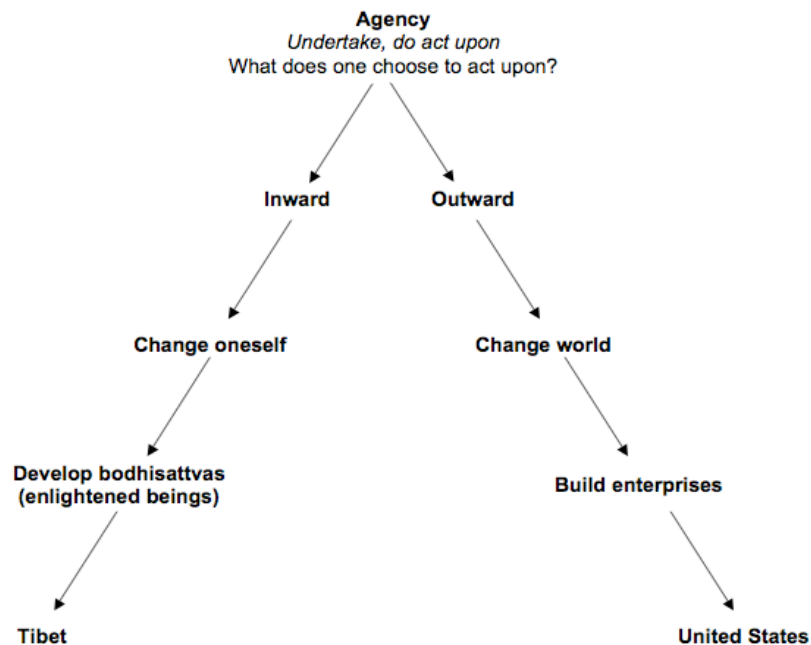 Agency
Undertake, do act upon
What does one choose to act upon?
Inward
Outward
Change oneself
Change world
Develop bodhisattvas
(enlightened beings)
Build enterprises
Tibet
United States